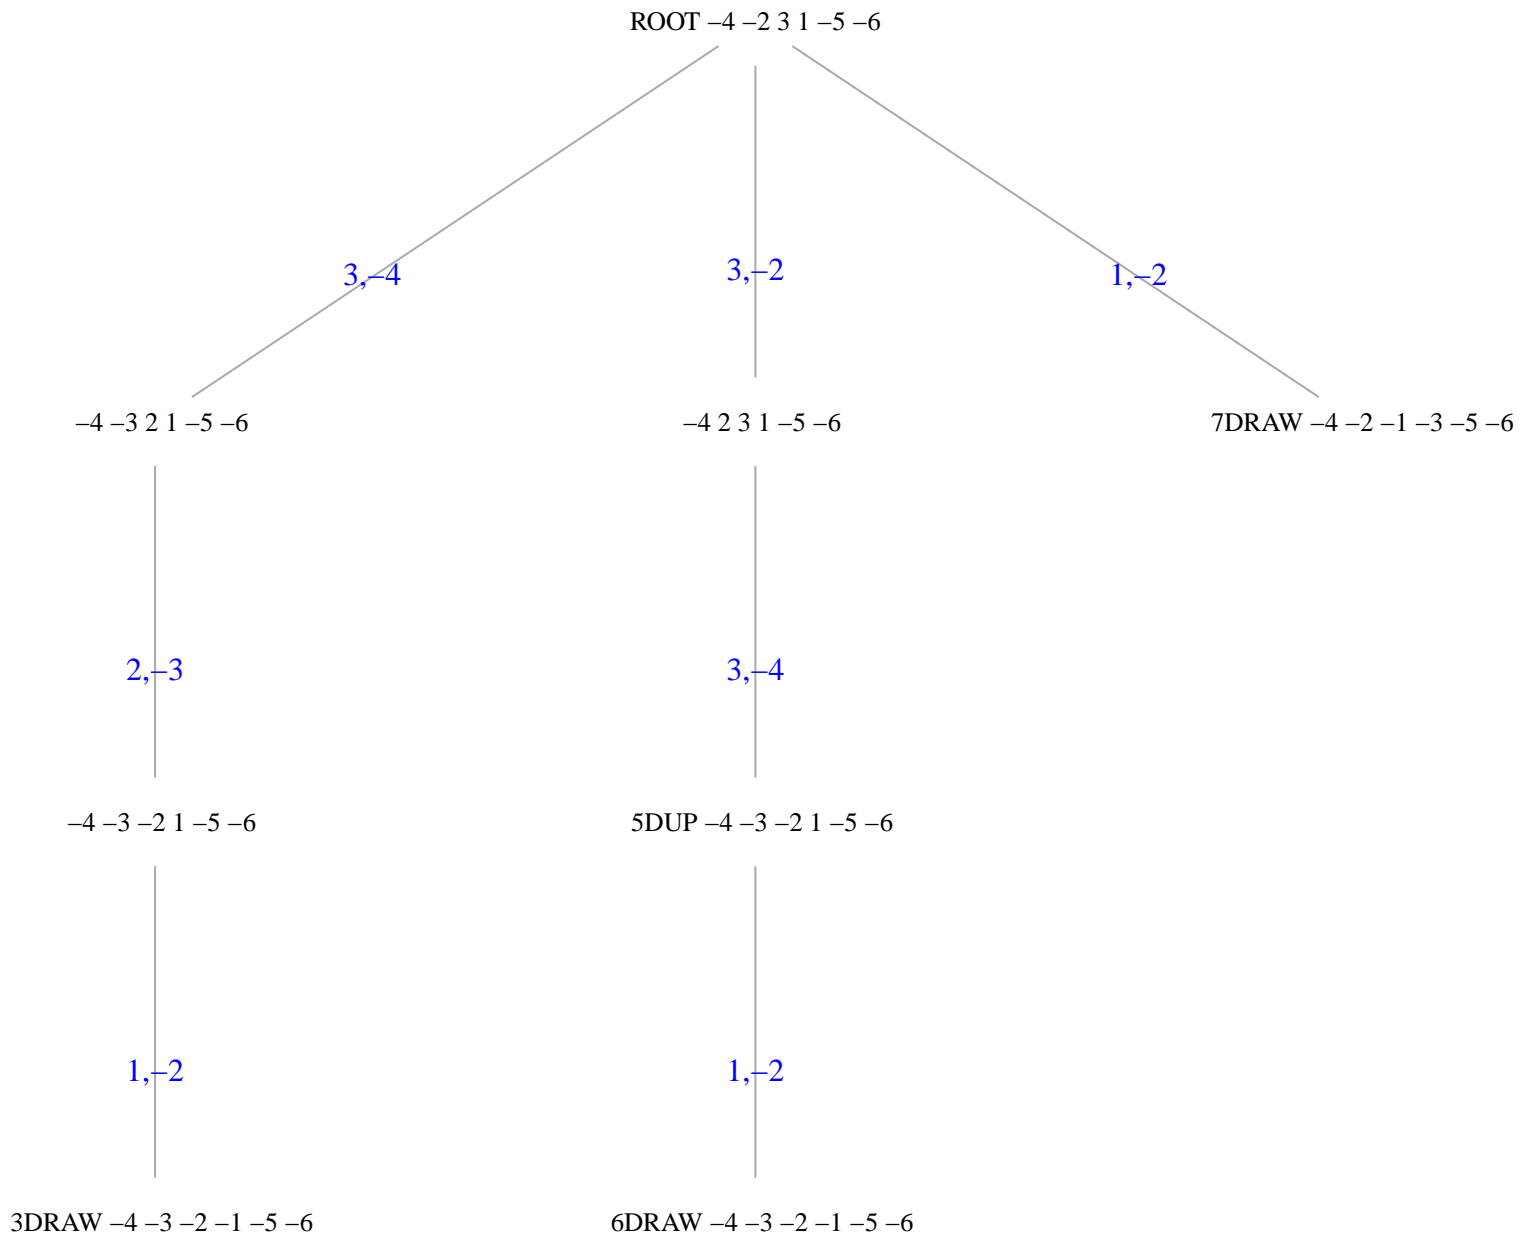 ROOT –4 –2 3 1 –5 –6
3,–4
3,–2
1,–2
–4 –3 2 1 –5 –6
–4 2 3 1 –5 –6
7DRAW –4 –2 –1 –3 –5 –6
2,–3
3,–4
–4 –3 –2 1 –5 –6
5DUP –4 –3 –2 1 –5 –6
1,–2
1,–2
3DRAW –4 –3 –2 –1 –5 –6
6DRAW –4 –3 –2 –1 –5 –6